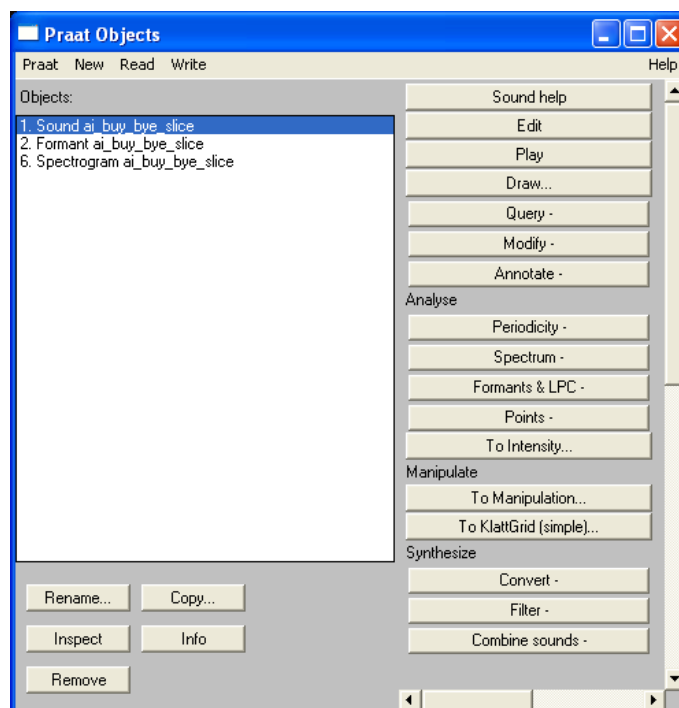 Praat Objects
Praat New Read Write Help
Objects:
1. Sound ai_buy_bye_slice
2. Formant ai_buy_bye_slice
6. Spectrogram ai_buy_bye_slice
Rename... Copy...
Inspect Info
Remove
Sound help
Edit
Play
Draw...
Query -
Modify -
Annotate -
Analyse
Periodicity -
Spectrum -
Formants & LPC -
Points -
To Intensity...
Manipulate
To Manipulation...
To KlattGrid (simple)...
Synthesize
Convert -
Filter -
Combine sounds -